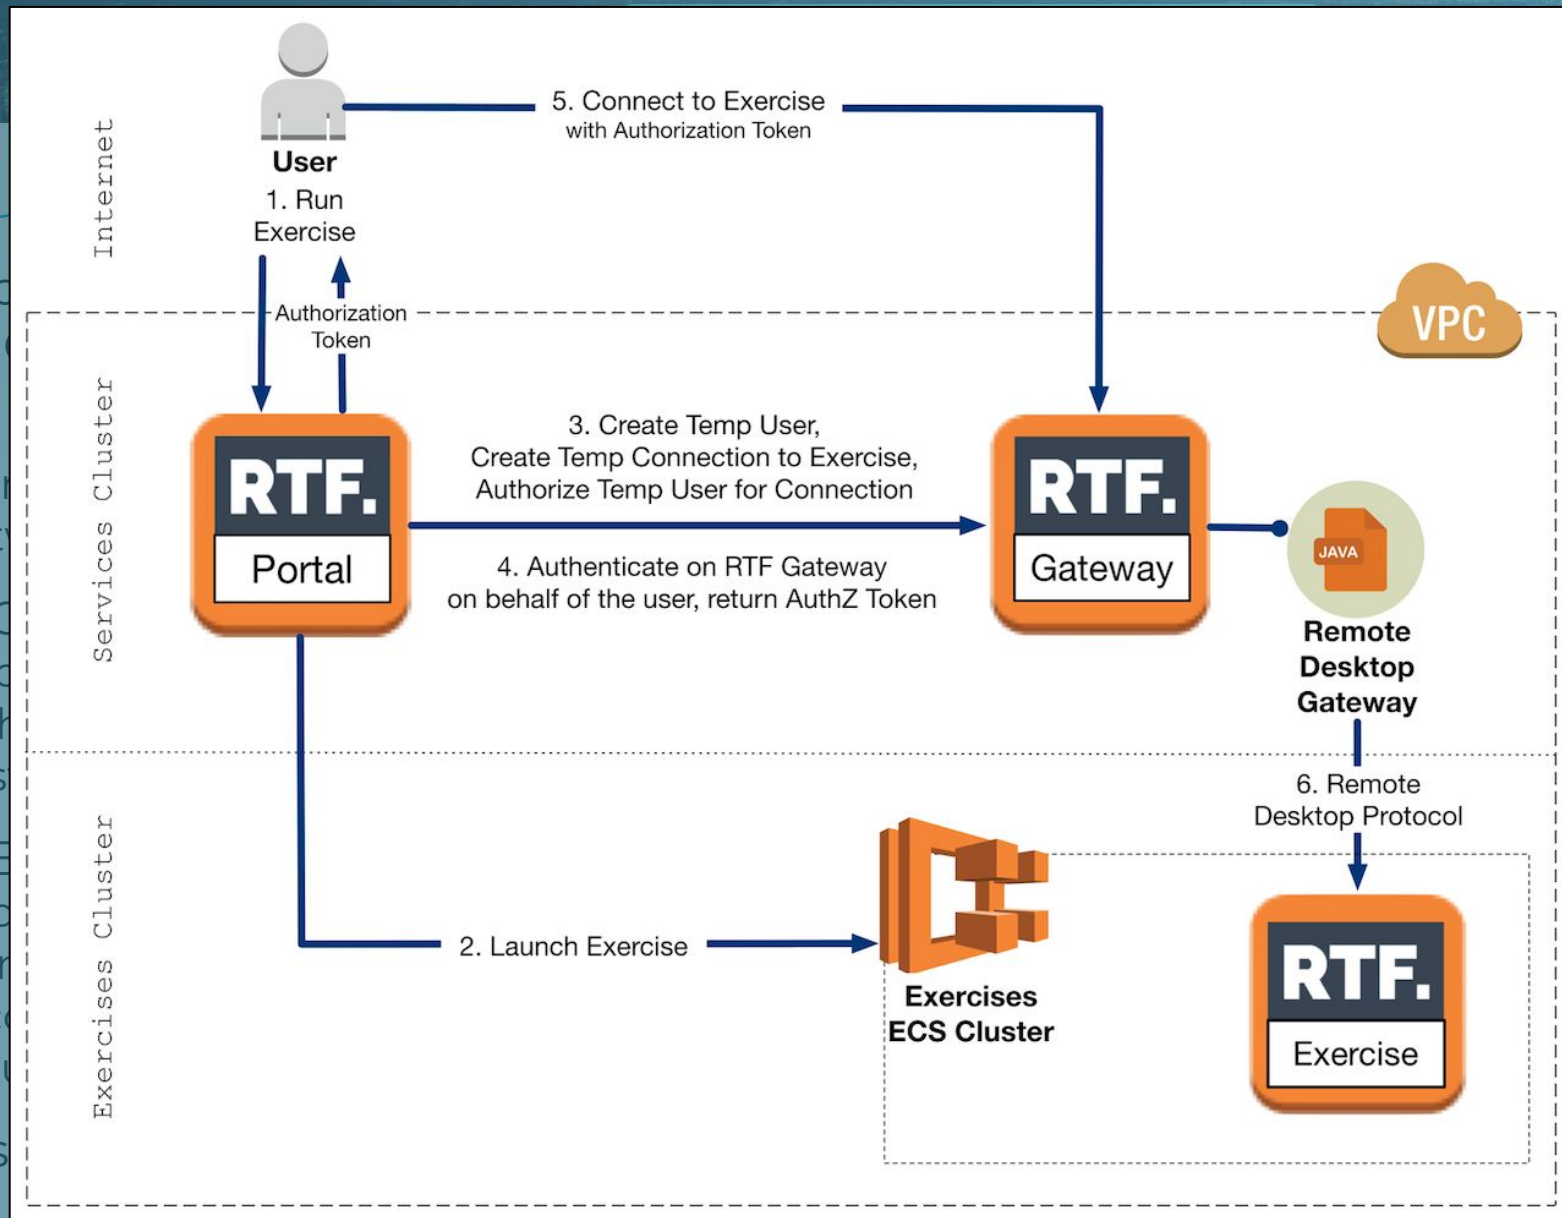 Internet
User
1. Run
Exercise
5. Connect to Exercise
with Authorization Token
Authorization
Token
VPC
Services Cluster
RTF.
Portal
3. Create Temp User,
Create Temp Connection to Exercise,
Authorize Temp User for Connection
4. Authenticate on RTF Gateway
on behalf of the user, return AuthZ Token
RTF.
Gateway
JAVA
Remote
Desktop
Gateway
6. Remote
Desktop Protocol
Exercises Cluster
2. Launch Exercise
Exercises
ECS Cluster
RTF.
Exercise